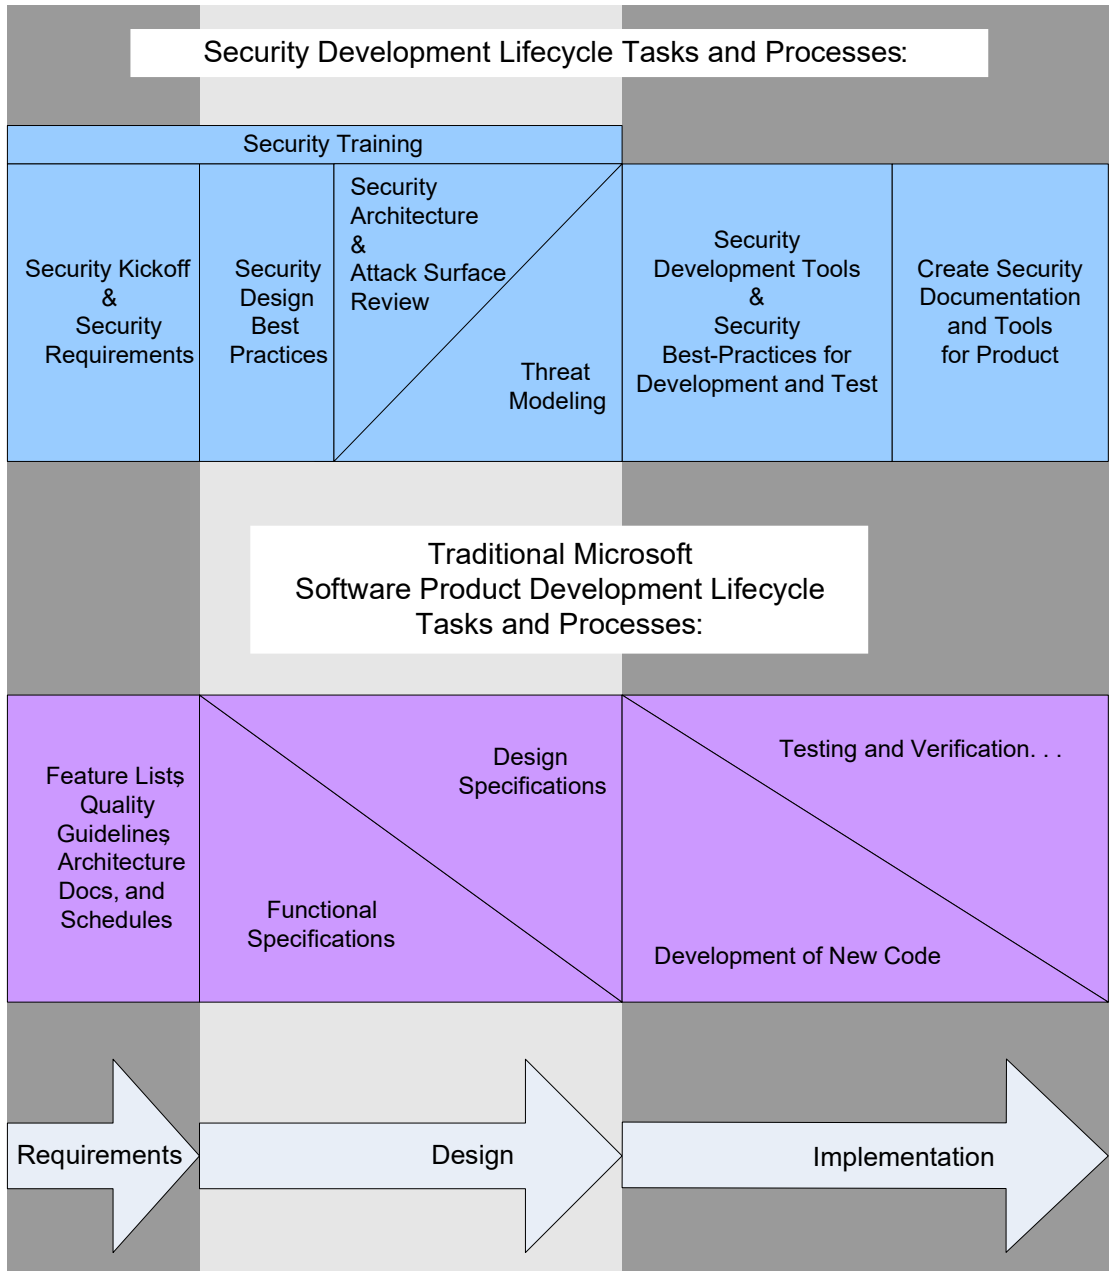 Security Development Lifecycle Tasks and Processes:
Security Training
Security Kickoff
&
Security
Requirements
Security
Design
Best
Practices
Security
Architecture
&
Attack Surface
Review
Threat
Modeling
Security
Development Tools
&
Security
Best-Practices for
Development and Test
Create Security
Documentation
and Tools
for Product
Traditional Microsoft
Software Product Development Lifecycle
Tasks and Processes:
Feature Lists,
Quality
Guidelines,
Architecture
Docs, and
Schedules
Design
Specifications
Functional
Specifications
Testing and Verification. . .
Development of New Code
Requirements
Design
Implementation